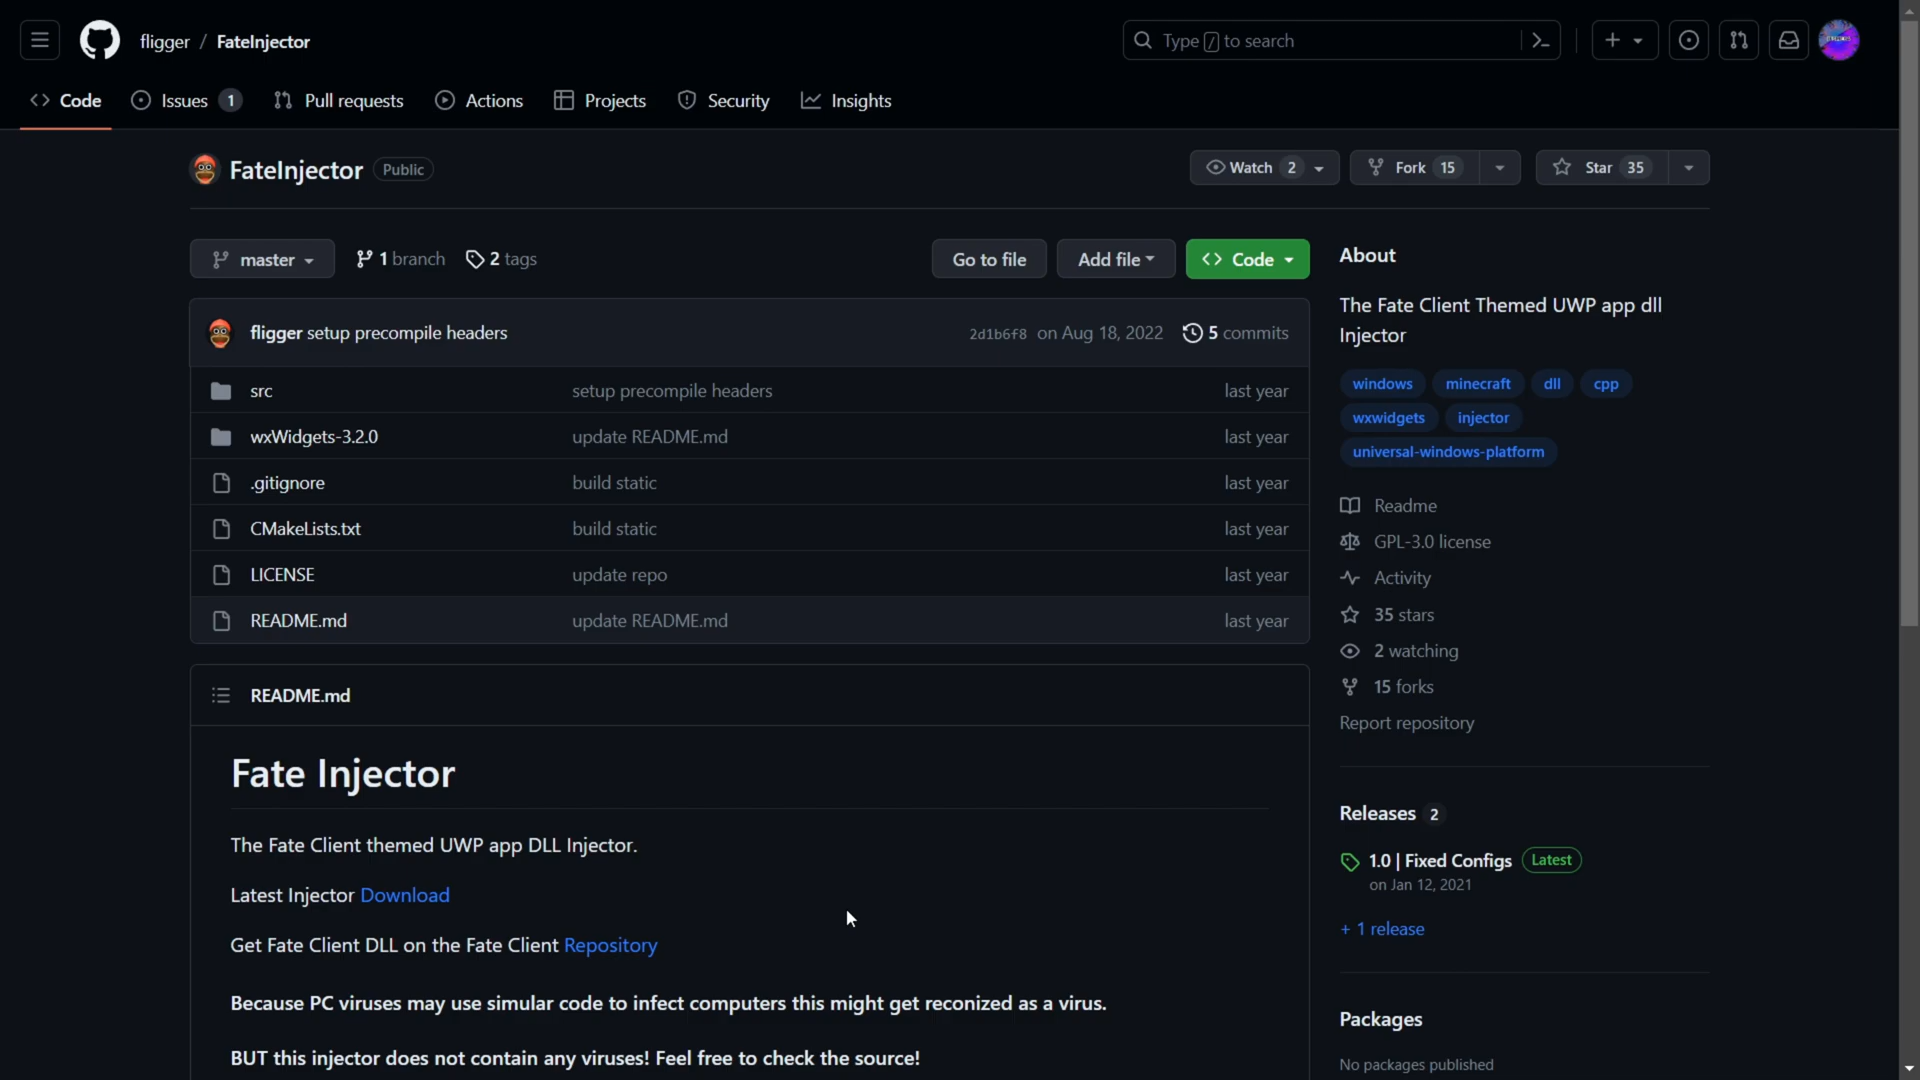 fligger / FateInjector
Type / to search
Code
Issues 1
Pull requests
Actions
Projects
Security
Insights
FateInjector Public
Watch 2
Fork 15
Star 35
master
1 branch
2 tags
Go to file
Add file
Code
fligger setup precompile headers
2d1b6f8 on Aug 18, 2022
5 commits
src setup precompile headers last year
wxWidgets-3.2.0 update README.md last year
.gitignore build static last year
CMakeLists.txt build static last year
LICENSE update repo last year
README.md update README.md last year
README.md
Fate Injector
The Fate Client themed UWP app DLL Injector.
Latest Injector Download
Get Fate Client DLL on the Fate Client Repository
Because PC viruses may use simular code to infect computers this might get reconized as a virus.
BUT this injector does not contain any viruses! Feel free to check the source!
About
The Fate Client Themed UWP app dll
Injector
windows minecraft dll cpp
wxwidgets injector
universal-windows-platform
Readme
GPL-3.0 license
Activity
35 stars
2 watching
15 forks
Report repository
Releases 2
1.0 | Fixed Configs Latest
on Jan 12, 2021
+ 1 release
Packages
No packages published